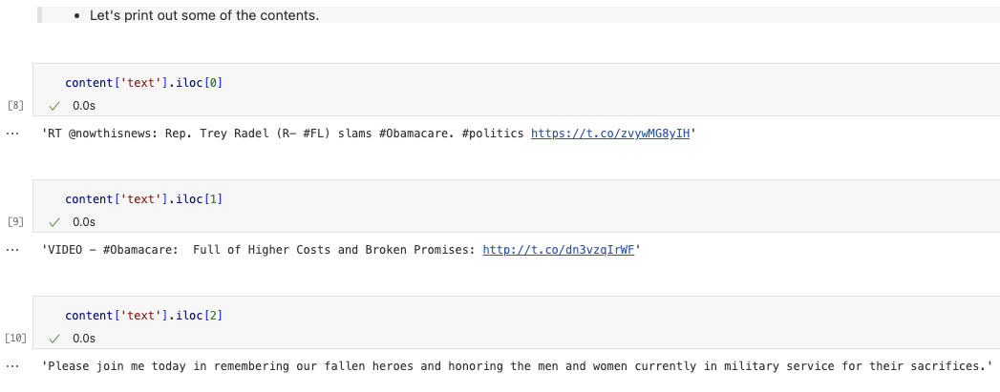 • Let's print out some of the contents.
content['text'].iloc[0]
[8] ✓ 0.0s
... 'RT @nowthisnews: Rep. Trey Radel (R- #FL) slams #Obamacare. #politics https://t.co/zvywMG8yIH'
content['text'].iloc[1]
[9] ✓ 0.0s
... 'VIDEO - #Obamacare:  Full of Higher Costs and Broken Promises: http://t.co/dn3vzqIrWF'
content['text'].iloc[2]
[10] ✓ 0.0s
... 'Please join me today in remembering our fallen heroes and honoring the men and women currently in military service for their sacrifices.'